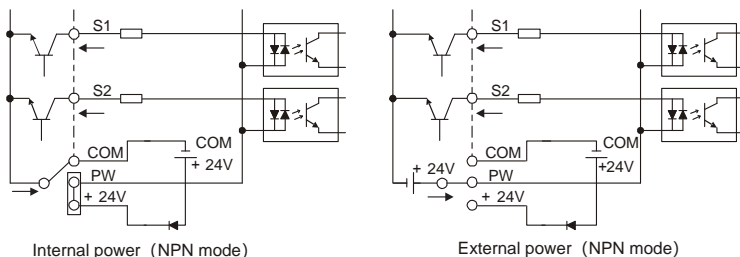 S1
S2
COM
COM
+ 24V
PW
+ 24V
Internal power（NPN mode）
S1
S2
COM
COM
+24V
+ 24V
PW
+ 24V
External power（NPN mode）